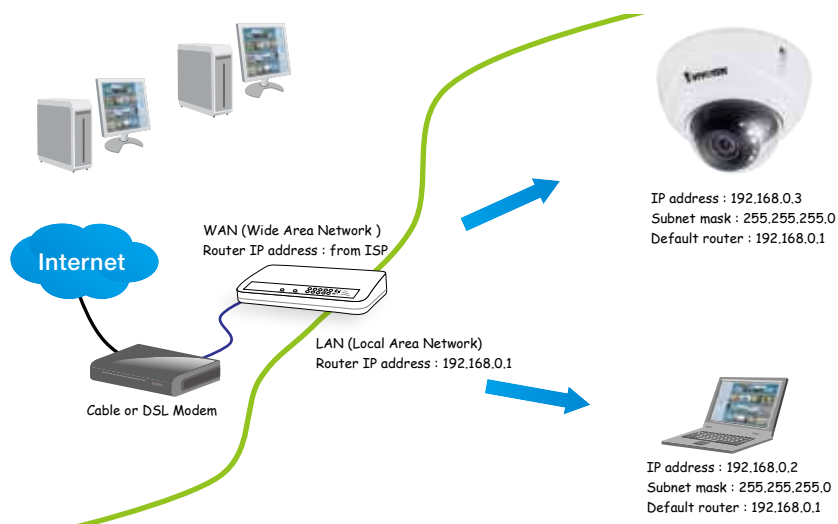 VIVOTEK
IP address : 192.168.0.3
Subnet mask : 255.255.255.0
Default router : 192.168.0.1
WAN (Wide Area Network )
Router IP address : from ISP
Internet
LAN (Local Area Network)
Router IP address : 192.168.0.1
Cable or DSL Modem
IP address : 192.168.0.2
Subnet mask : 255.255.255.0
Default router : 192.168.0.1